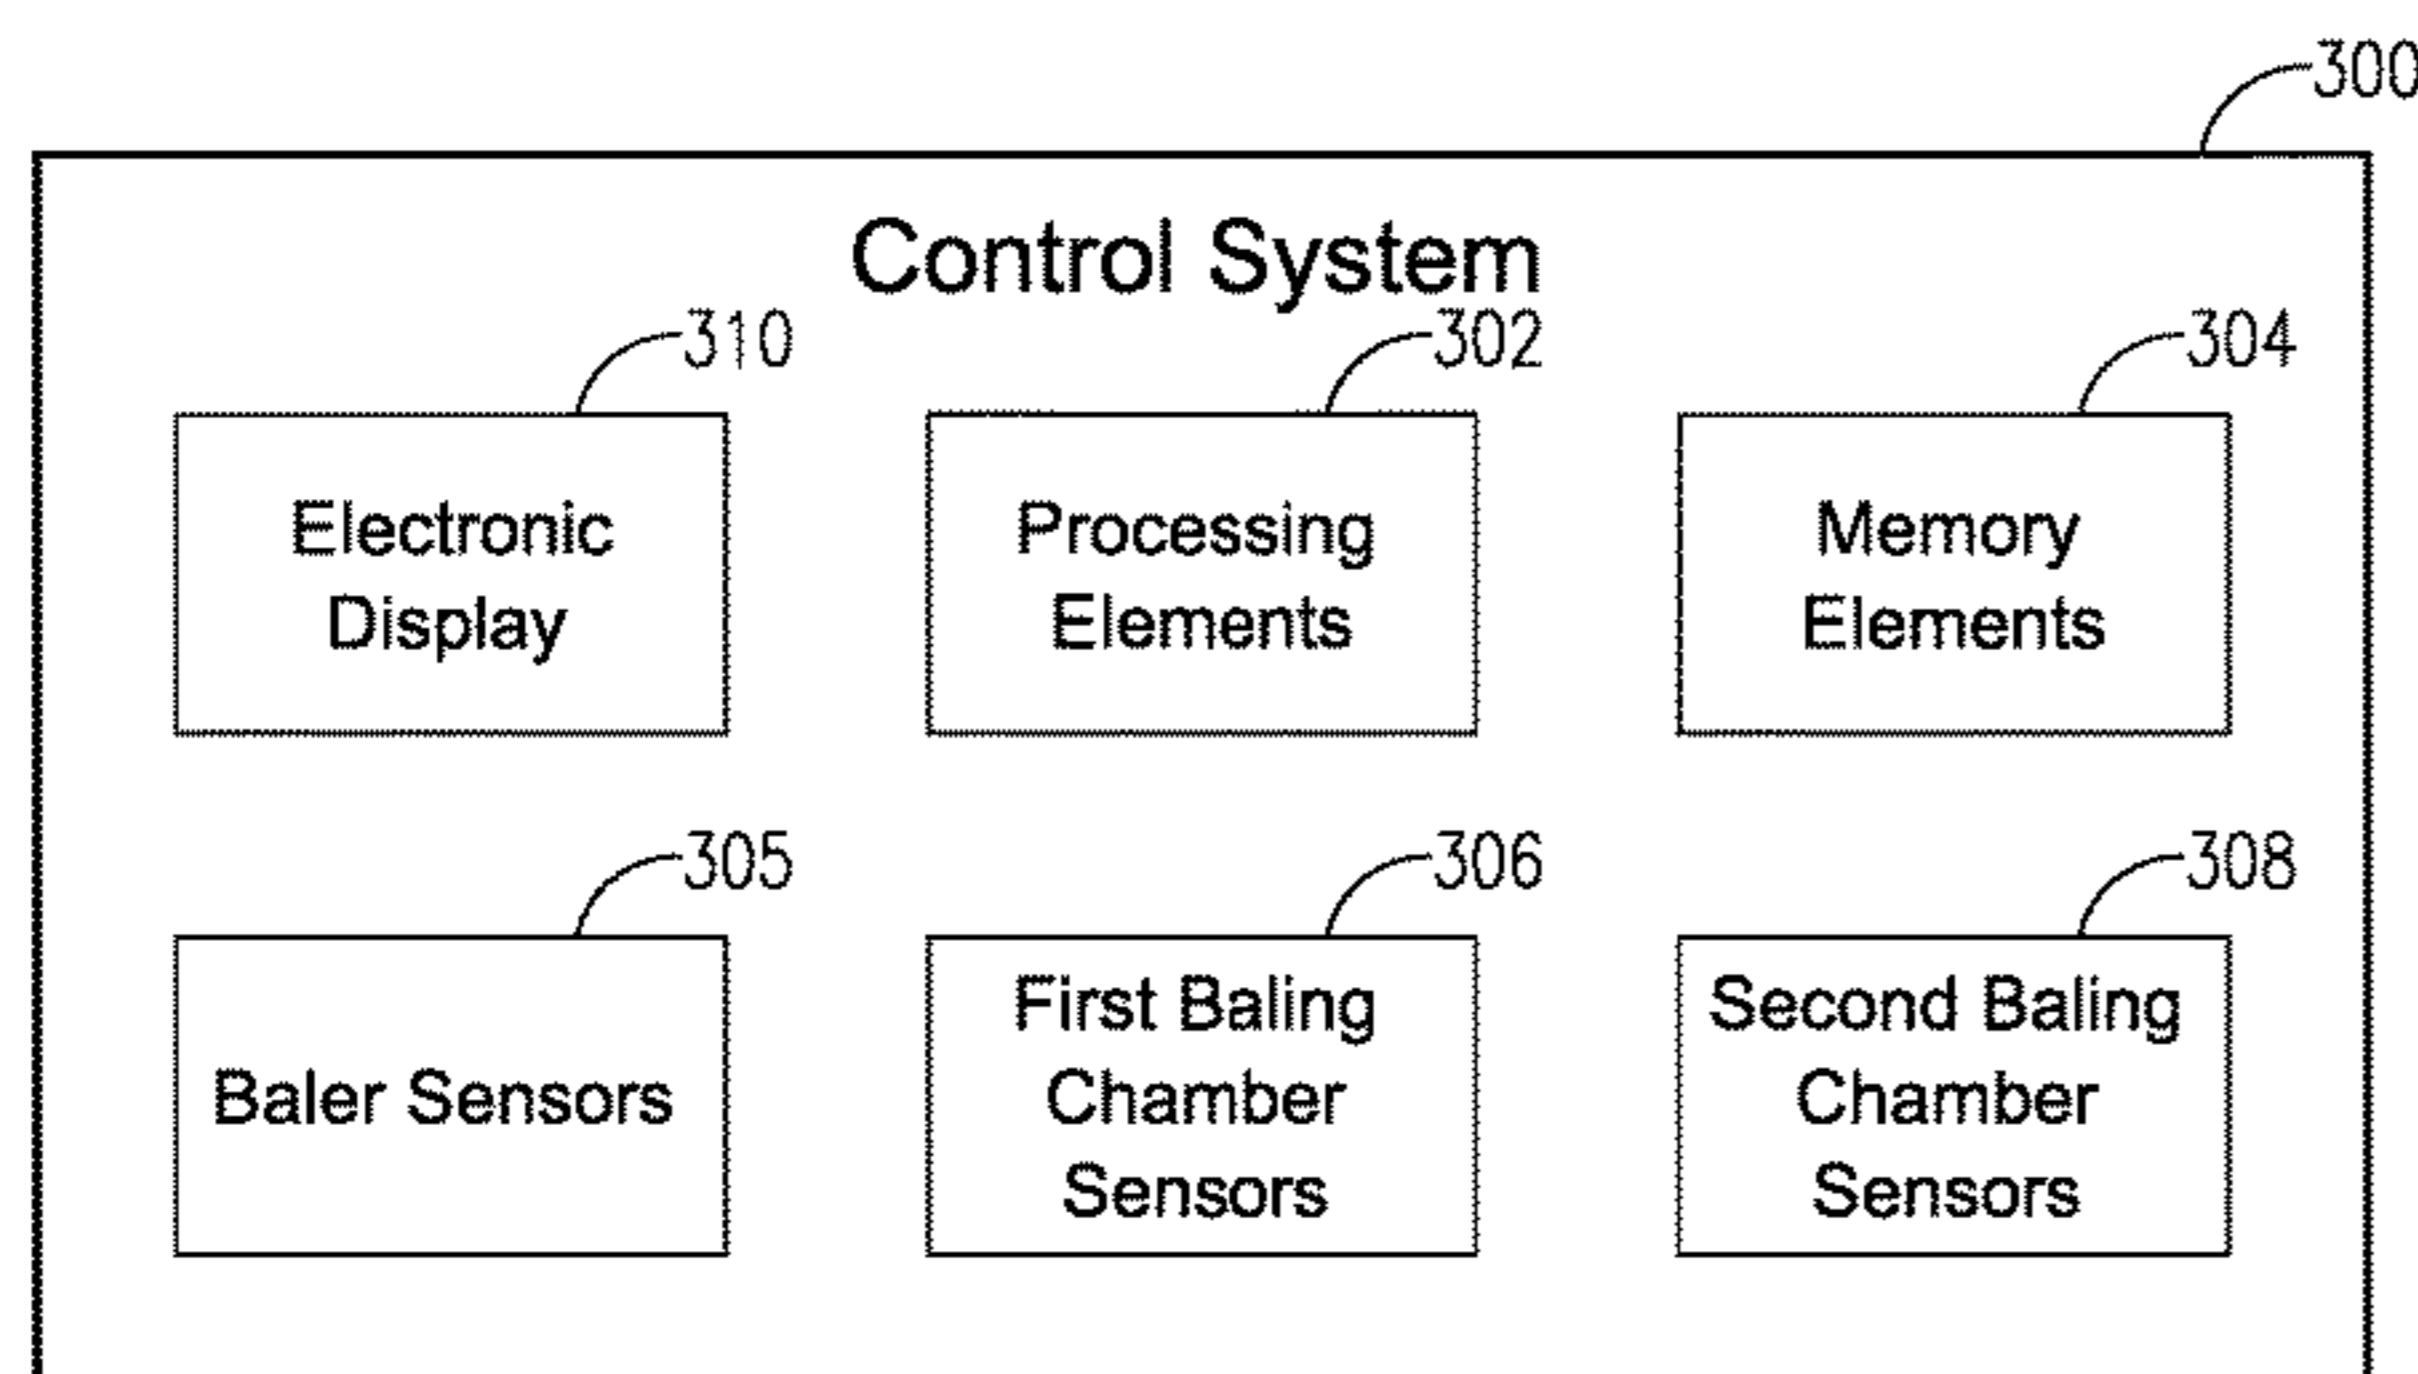 300
Control System
310
302
304
Electronic
Display
Processing
Elements
Memory
Elements
305
306
308
Baler Sensors
First Baling
Chamber
Sensors
Second Baling
Chamber
Sensors